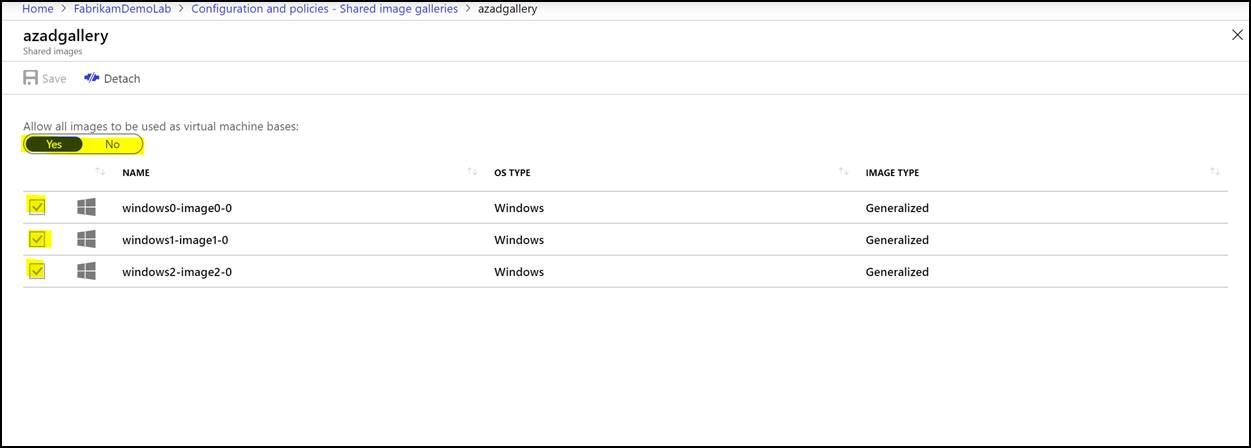 Home > FabrikamDemoLab > Configuration and policies - Shared image galleries > azadgallery
azadgallery
Shared images
Save Detach
Allow all images to be used as virtual machine bases:
Yes No
NAME OS TYPE IMAGE TYPE
windows0-image0-0 Windows Generalized
windows1-image1-0 Windows Generalized
windows2-image2-0 Windows Generalized